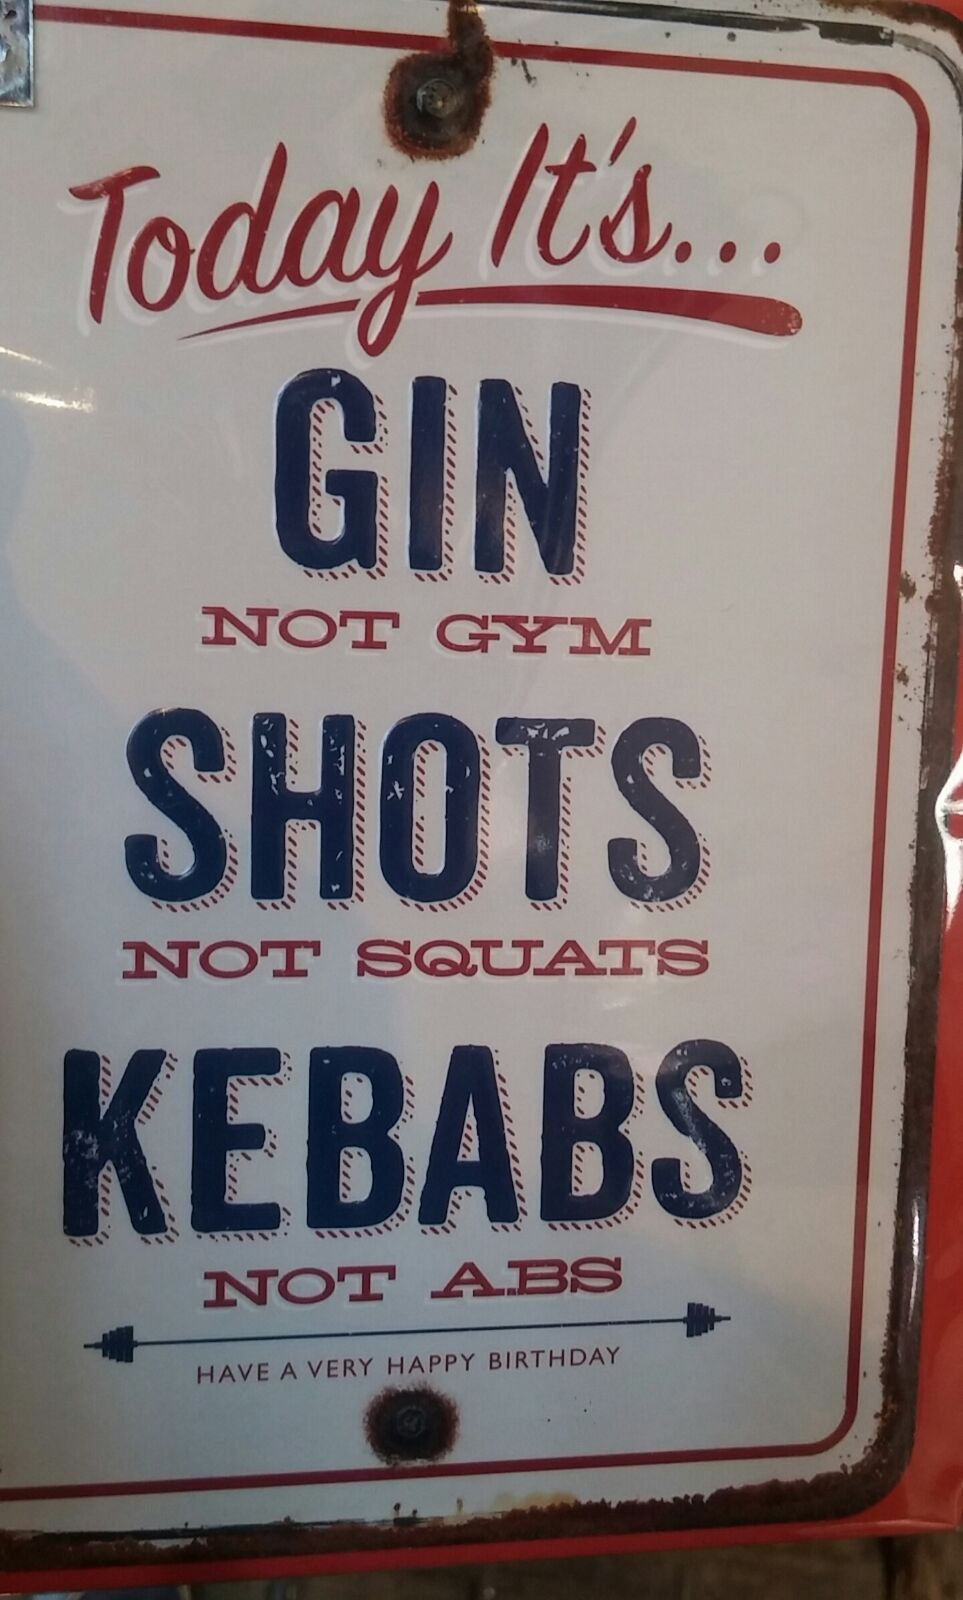 Today It's...
GIN
NOT GYM
SHOTS
NOT SQUATS
KEBABS
NOT ABS
HAVE A VERY HAPPY BIRTHDAY